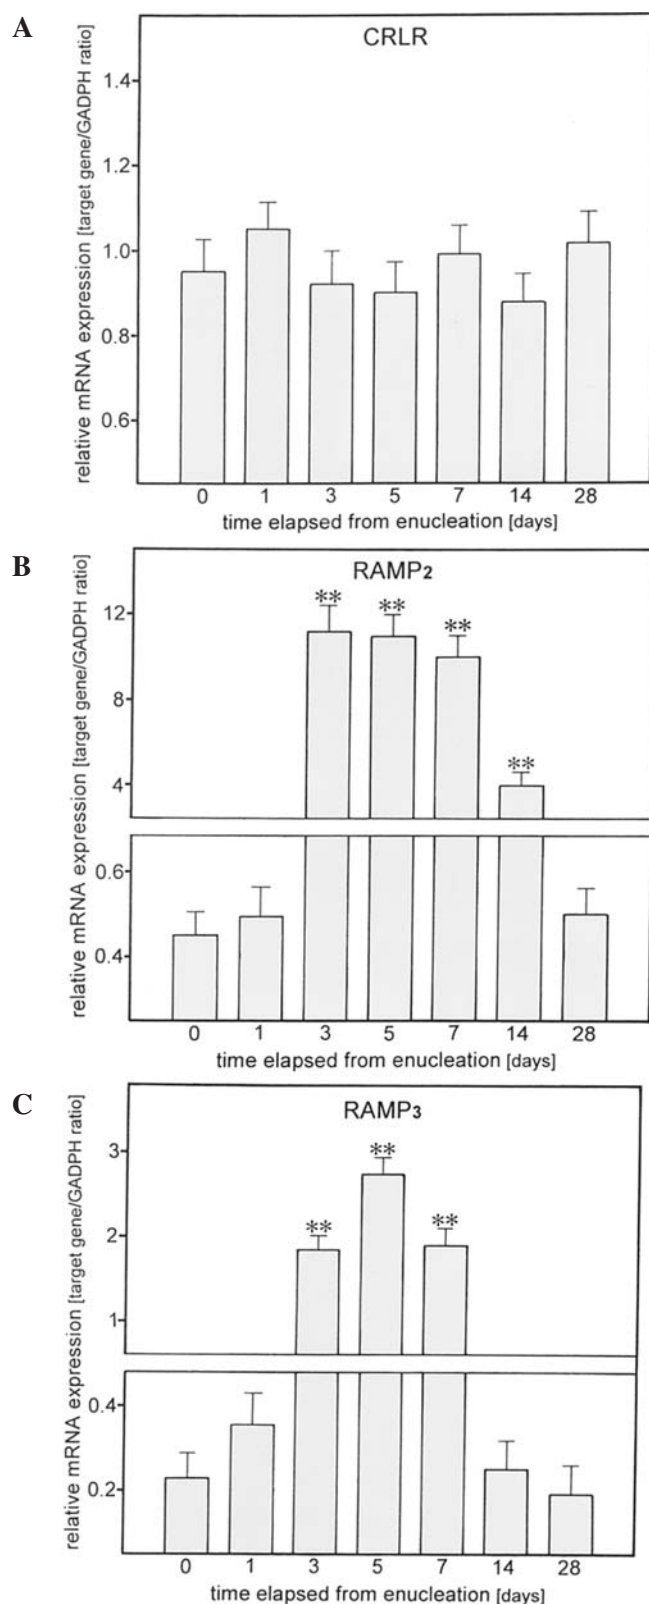 A
CRLR
relative mRNA expression [target gene/GADPH ratio]
1.4
1.2
1.0
0.8
0.6
0 1 3 5 7 14 28
time elapsed from enucleation [days]
B
RAMP2
relative mRNA expression [target gene/GADPH ratio]
12
8
4
0.6
0.4
** ** ** **
0 1 3 5 7 14 28
time elapsed from enucleation [days]
C
RAMP3
relative mRNA expression [target gene/GADPH ratio]
3
2
1
0.4
0.2
** ** **
0 1 3 5 7 14 28
time elapsed from enucleation [days]